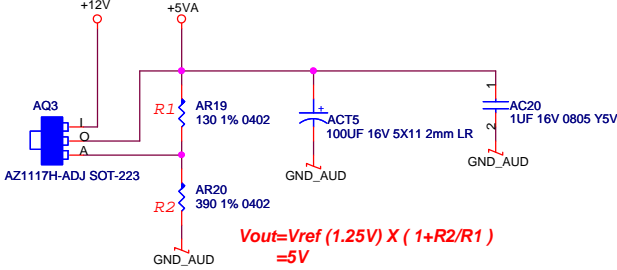 +12V
+5VA
AQ3
I
O
A
AZ1117H-ADJ SOT-223
R1
AR19
130 1% 0402
R2
AR20
390 1% 0402
GND_AUD
+
ACT5
100UF 16V 5X11 2mm LR
GND_AUD
1
2
AC20
1UF 16V 0805 Y5V
GND_AUD
Vout=Vref (1.25V) X ( 1+R2/R1 )
=5V